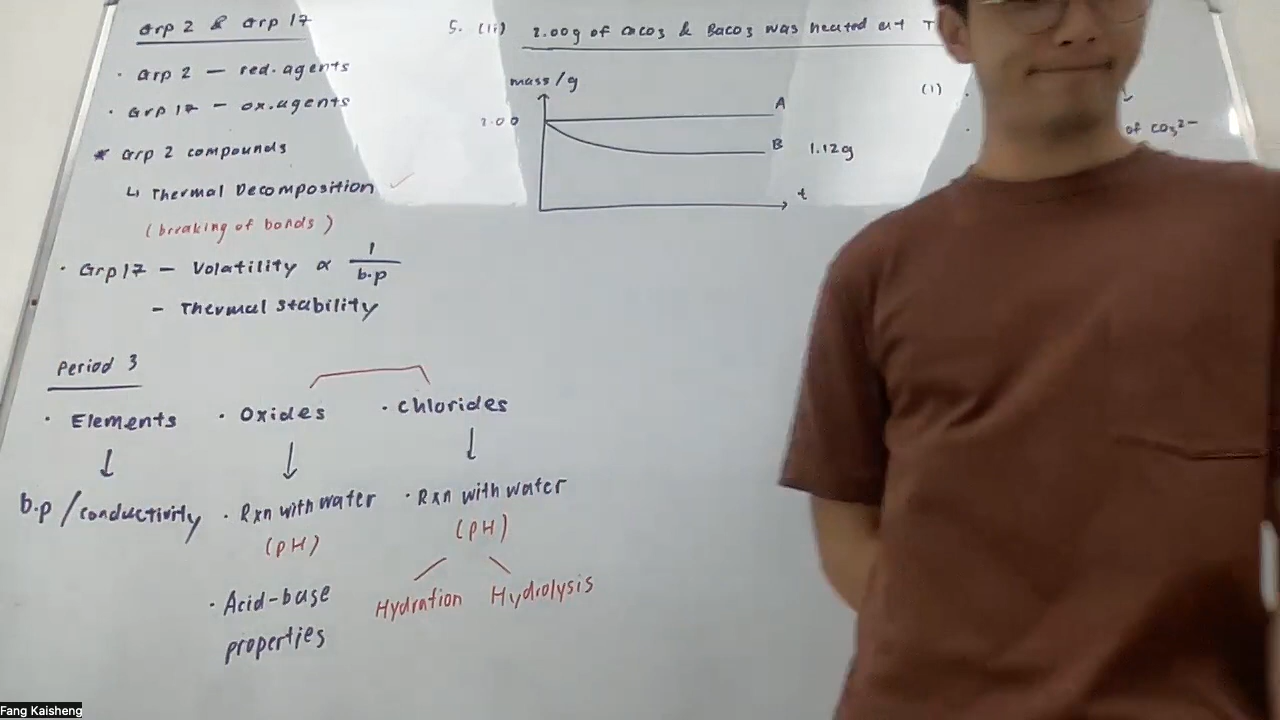 Grp 2 & Grp 17
· Grp 2 — red. agents
· Grp 17 — ox. agents
* Grp 2 compounds
↳ Thermal Decomposition ✓
(breaking of bonds)
· Grp 17 — Volatility ∝ 1/b.p
— Thermal stability
Period 3
· Elements · Oxides · Chlorides
↓ ↓ ↓
b.p / conductivity · Rxn with water · Rxn with water
(pH) (pH)
· Acid-base Hydration Hydrolysis
properties
5. (ii) 2.00g of CaCO3 & BaCO3 was heated at T
mass/g
2.00
A
B 1.12g
t
(i) ·
· of CO3²⁻
Fang Kaisheng